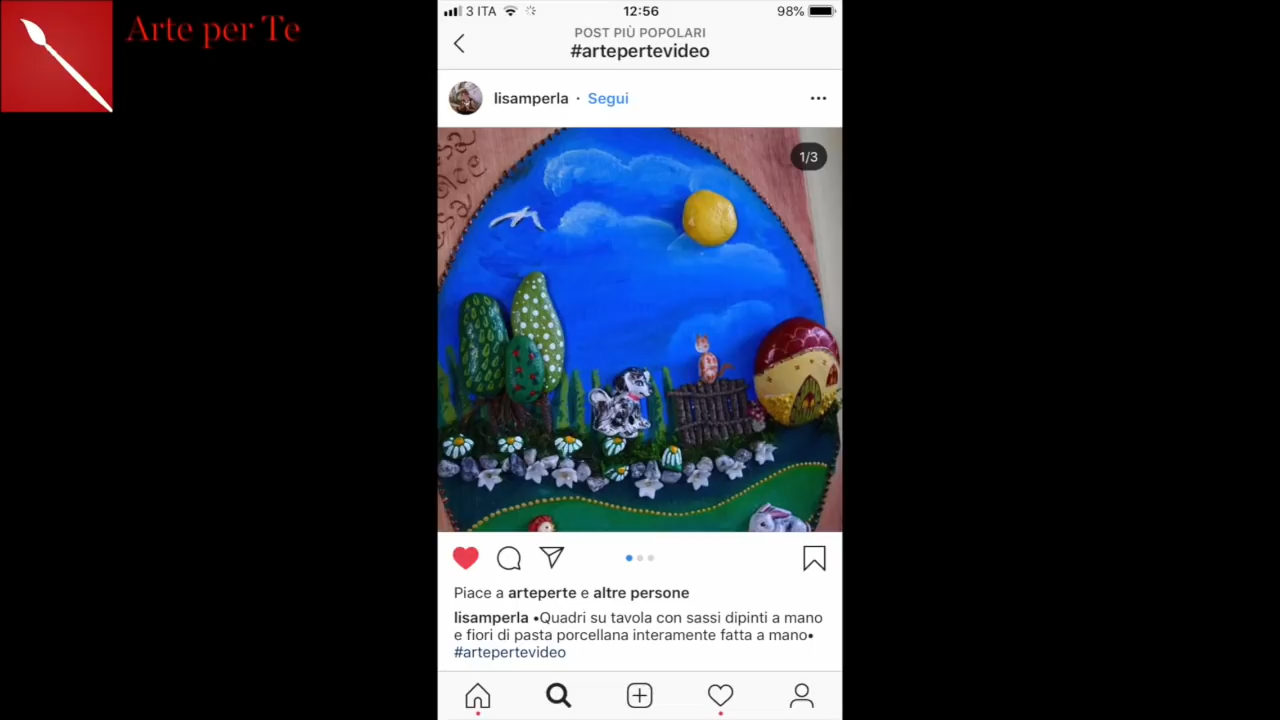 Arte per Te
3 ITA
12:56
98%
POST PIÙ POPOLARI
#artepertevideo
lisamperla · Segui
1/3
Piace a arteperte e altre persone
lisamperla •Quadri su tavola con sassi dipinti a mano
e fiori di pasta porcellana interamente fatta a mano•
#artepertevideo